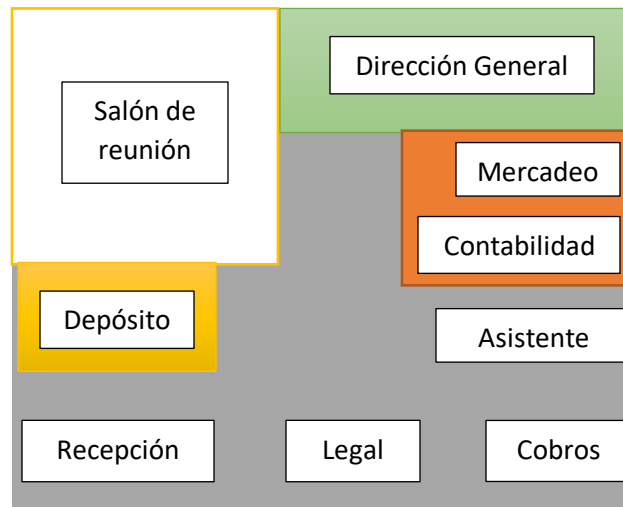 Dirección General
Salón de
reunión
Mercadeo
Contabilidad
Depósito
Asistente
Recepción
Legal
Cobros